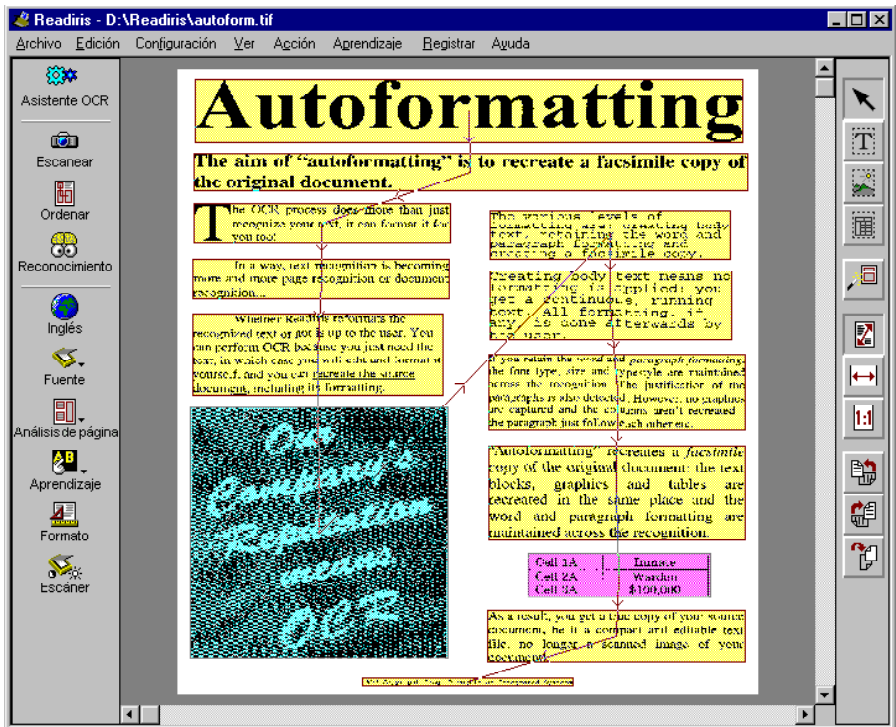 Readiris - D:\Readiris\autoform.tif
Archivo Edición Configuración Ver Acción Aprendizaje Registrar Ayuda
Asistente OCR
Escanear
Ordenar
Reconocimiento
Inglés
Fuente
Análisis de página
Aprendizaje
Formato
Escáner
Autoformatting
The aim of “autoformatting” is to recreate a facsimile copy of
the original document.
The OCR process does more than just
recognize your text, it can format it for
you too!
In a way, text recognition is becoming
more and more page recognition or document
recognition...
Whether Readiris reformats the
recognized text or not is up to the user. You
can perform OCR because you just need the
text, in which case you will edit and format it
yourself, and you can recreate the source
document, including its formatting.
Our
Company's
Reputation
means
OCR
The various levels of
formatting are: creating body
text, retaining the word and
paragraph formatting and
creating a facsimile copy.
Creating body text means no
formatting is applied: you
get a continuous, running
text. All formatting, if
any, is done afterwards by
the user.
If you retain the word and paragraph formatting,
the font type, size and typestyle are maintained
across the recognition. The justification of the
paragraphs is also detected. However, no graphics
are captured and the columns aren't recreated -
the paragraph just follow each other
“Autoformatting” recreates a facsimile
copy of the original document: the text
blocks, graphics and tables are
recreated in the same place and the
word and paragraph formatting are
maintained across the recognition.
Cell 1A Inmate
Cell 2A Warden
Cell 3A $100,000
As a result, you get a true copy of your source
document, be it a compact and editable text
file, no longer a scanned image of your
document!
1:1